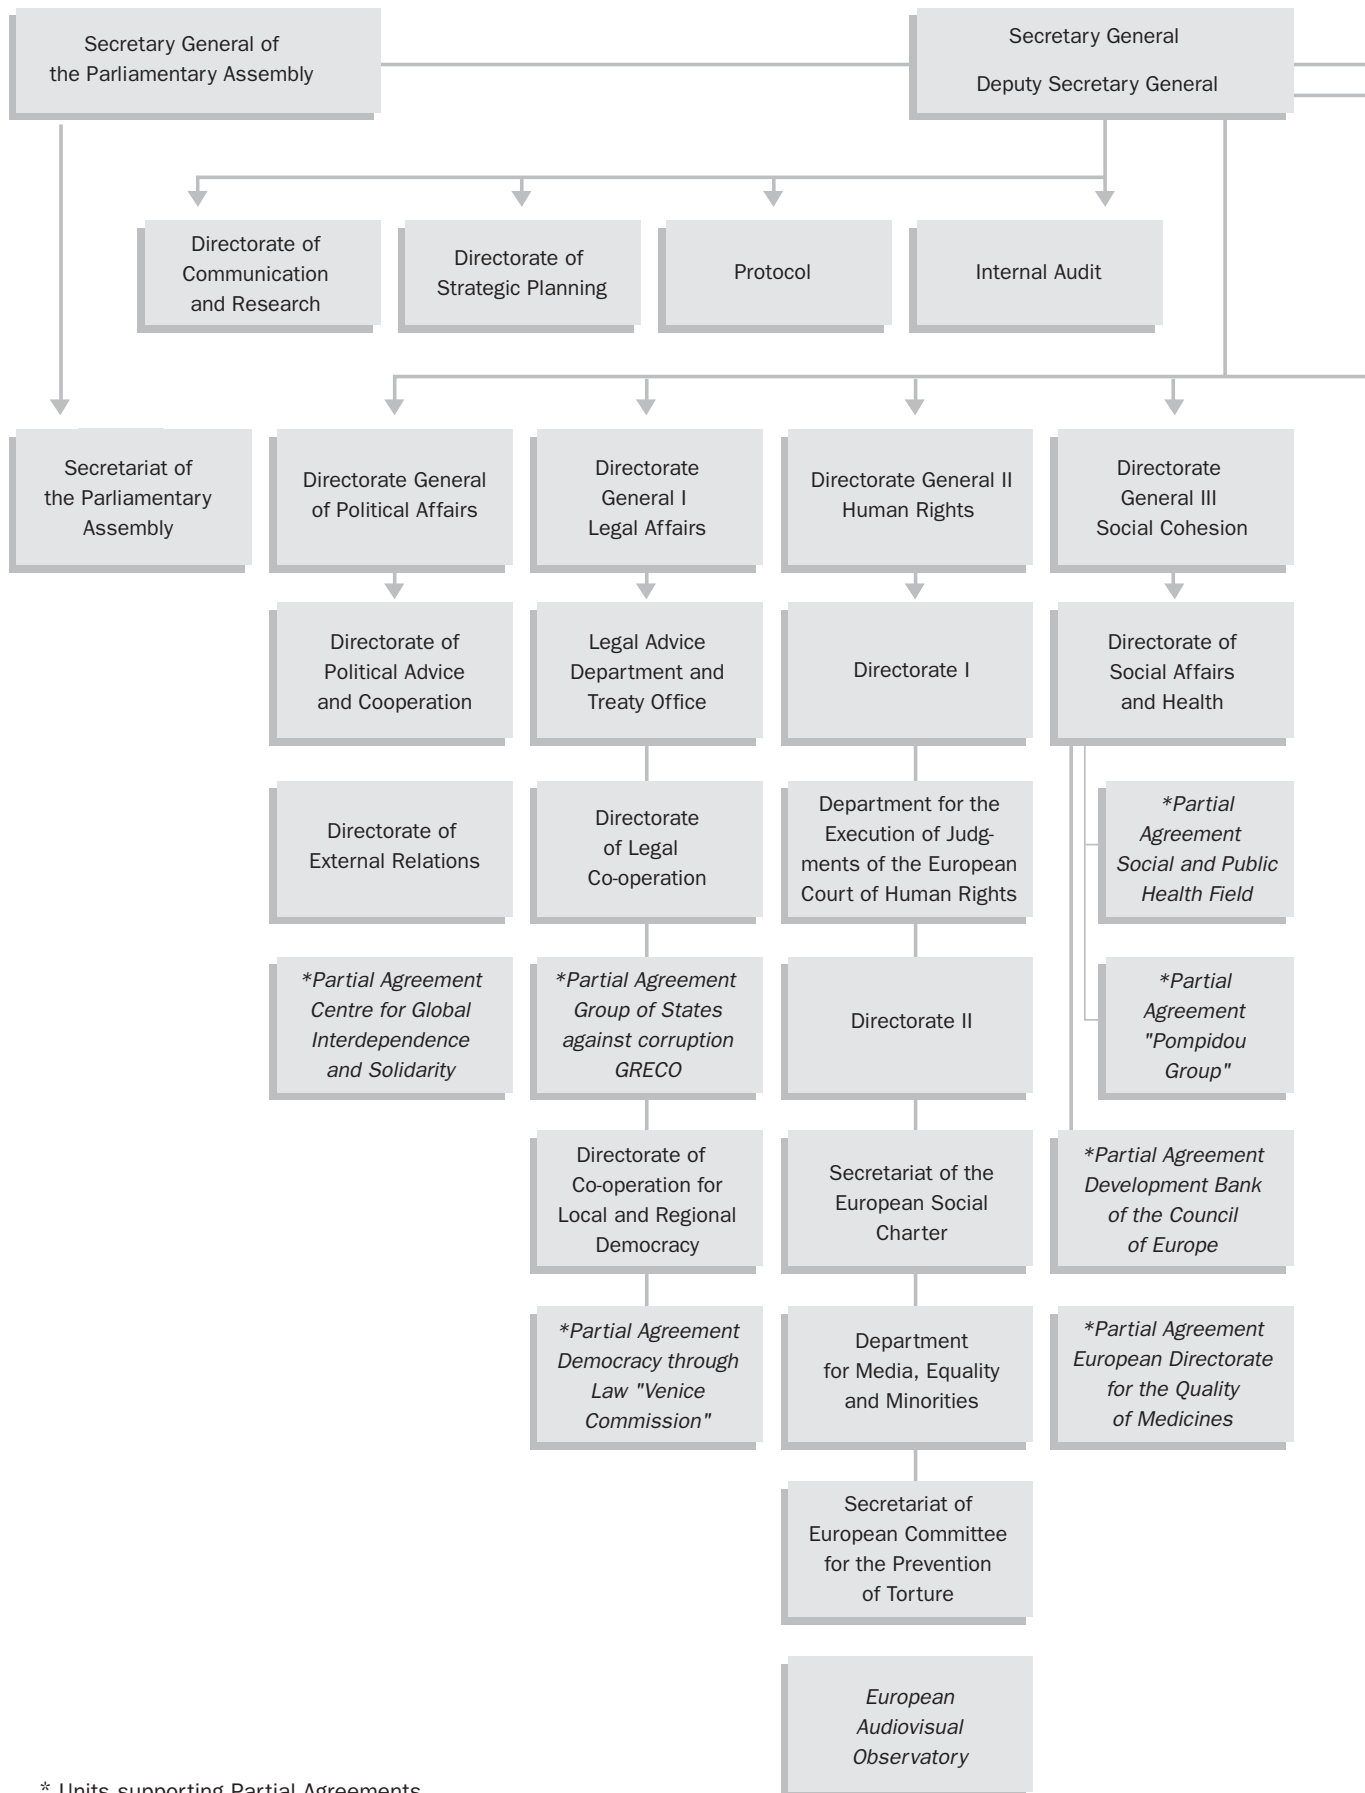 Secretary General of
the Parliamentary Assembly
Secretary General
Deputy Secretary General
Directorate of
Communication
and Research
Directorate of
Strategic Planning
Protocol
Internal Audit
Secretariat of
the Parliamentary
Assembly
Directorate General
of Political Affairs
Directorate
General I
Legal Affairs
Directorate General II
Human Rights
Directorate
General III
Social Cohesion
Directorate of
Political Advice
and Cooperation
Legal Advice
Department and
Treaty Office
Directorate I
Directorate of
Social Affairs
and Health
Directorate of
External Relations
Directorate
of Legal
Co-operation
Department for the
Execution of Judg-
ments of the European
Court of Human Rights
*Partial
Agreement
Social and Public
Health Field
*Partial Agreement
Centre for Global
Interdependence
and Solidarity
*Partial Agreement
Group of States
against corruption
GRECO
Directorate II
*Partial
Agreement
"Pompidou
Group"
Directorate of
Co-operation for
Local and Regional
Democracy
Secretariat of the
European Social
Charter
*Partial Agreement
Development Bank
of the Council
of Europe
*Partial Agreement
Democracy through
Law "Venice
Commission"
Department
for Media, Equality
and Minorities
*Partial Agreement
European Directorate
for the Quality
of Medicines
Secretariat of
European Committee
for the Prevention
of Torture
European
Audiovisual
Observatory
* Units supporting Partial Agreements